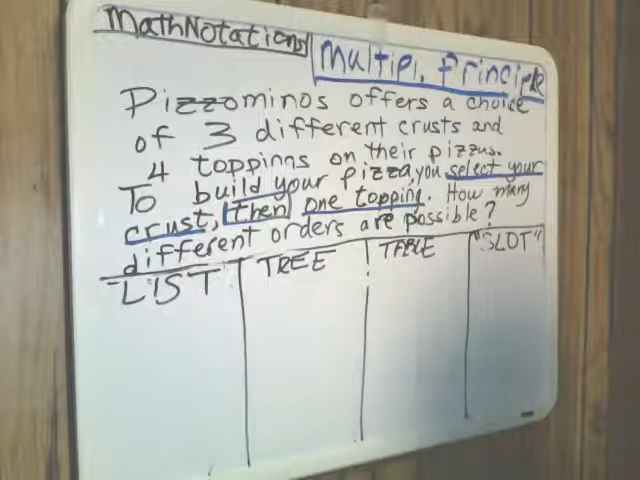 MathNotations
Multipl. Principle
Pizzominos offers a choice
of 3 different crusts and
4 toppings on their pizzas.
To build your pizza, you select your
crust, then one topping. How many
different orders are possible?
LIST TREE TABLE "SLOT"